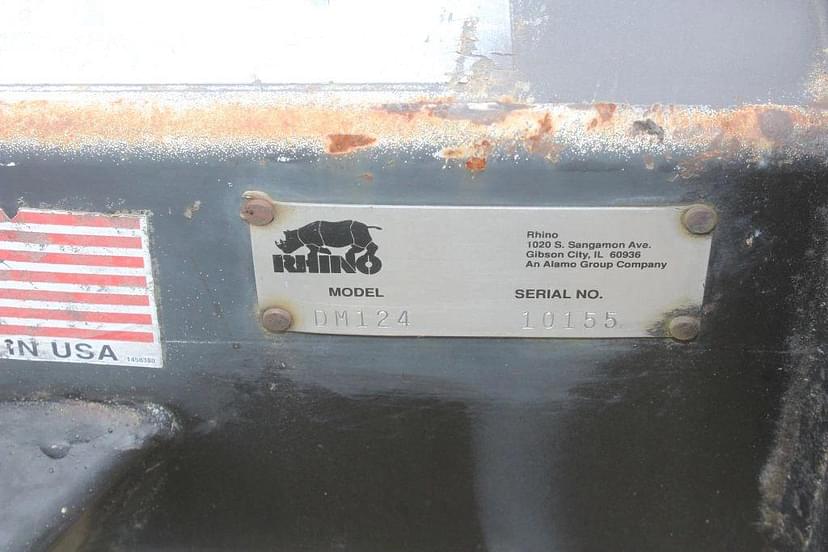 RHINO
Rhino
1020 S. Sangamon Ave.
Gibson City, IL 60936
An Alamo Group Company
MODEL
SERIAL NO.
DM124
10155
IN USA